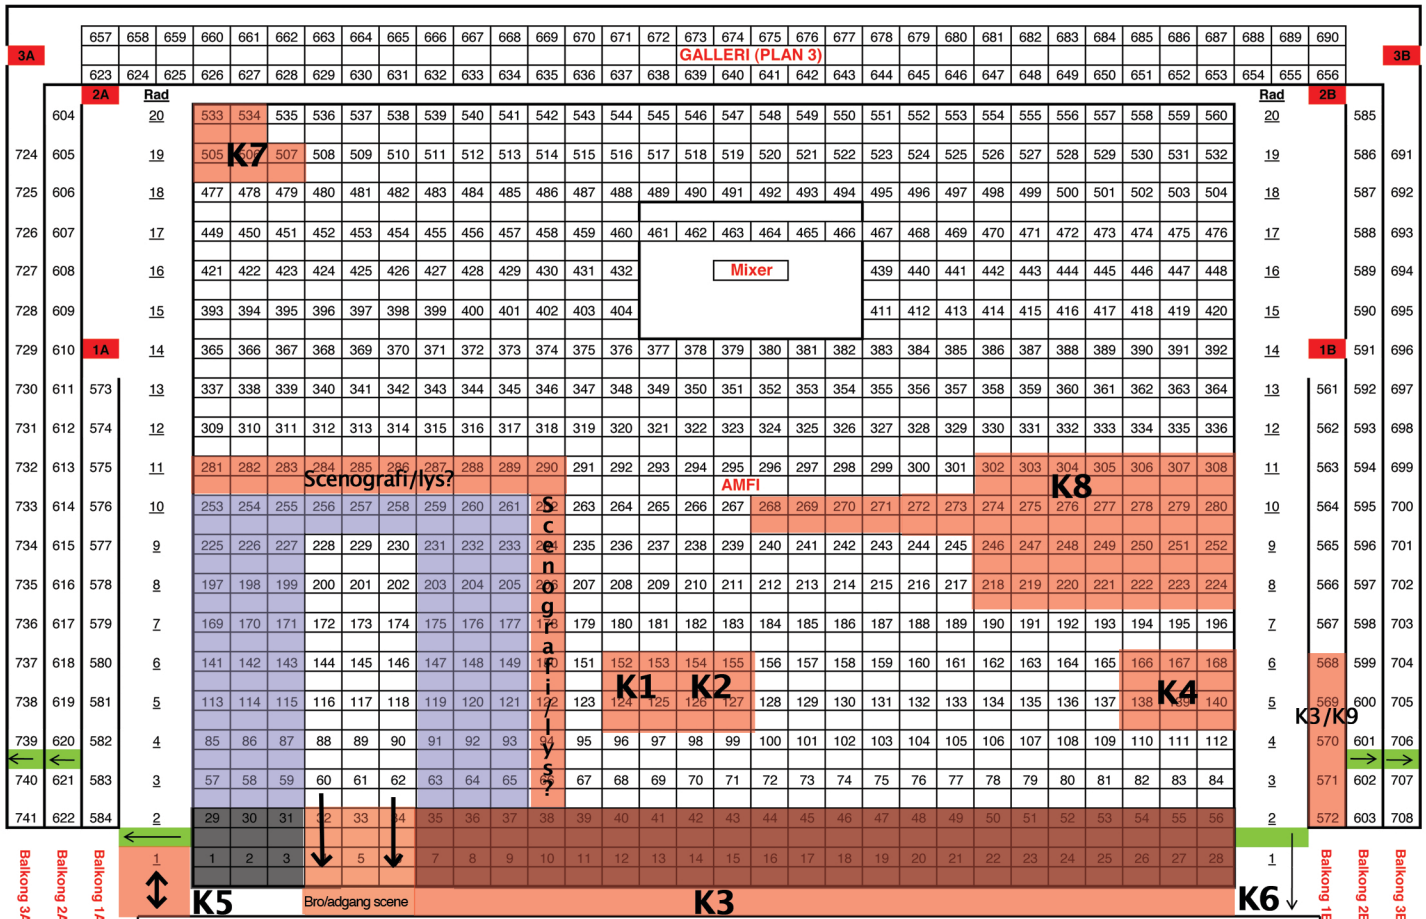 657 658 659 660 661 662 663 664 665 666 667 668 669 670 671 672 673 674 675 676 677 678 679 680 681 682 683 684 685 686 687 688 689 690
3A GALLERI (PLAN 3) 3B
623 624 625 626 627 628 629 630 631 632 633 634 635 636 637 638 639 640 641 642 643 644 645 646 647 648 649 650 651 652 653 654 655 656
2A Rad Rad 2B
604 20 533 534 535 536 537 538 539 540 541 542 543 544 545 546 547 548 549 550 551 552 553 554 555 556 557 558 559 560 20 585
724 605 19 505 506 507 508 509 510 511 512 513 514 515 516 517 518 519 520 521 522 523 524 525 526 527 528 529 530 531 532 19 586 691
K7
725 606 18 477 478 479 480 481 482 483 484 485 486 487 488 489 490 491 492 493 494 495 496 497 498 499 500 501 502 503 504 18 587 692
726 607 17 449 450 451 452 453 454 455 456 457 458 459 460 461 462 463 464 465 466 467 468 469 470 471 472 473 474 475 476 17 588 693
727 608 16 421 422 423 424 425 426 427 428 429 430 431 432 Mixer 439 440 441 442 443 444 445 446 447 448 16 589 694
728 609 15 393 394 395 396 397 398 399 400 401 402 403 404 411 412 413 414 415 416 417 418 419 420 15 590 695
729 610 1A 14 365 366 367 368 369 370 371 372 373 374 375 376 377 378 379 380 381 382 383 384 385 386 387 388 389 390 391 392 14 1B 591 696
730 611 573 13 337 338 339 340 341 342 343 344 345 346 347 348 349 350 351 352 353 354 355 356 357 358 359 360 361 362 363 364 13 561 592 697
731 612 574 12 309 310 311 312 313 314 315 316 317 318 319 320 321 322 323 324 325 326 327 328 329 330 331 332 333 334 335 336 12 562 593 698
732 613 575 11 281 282 283 284 285 286 287 288 289 290 291 292 293 294 295 296 297 298 299 300 301 302 303 304 305 306 307 308 11 563 594 699
Scenografi/lys? AMFI K8
733 614 576 10 253 254 255 256 257 258 259 260 261 262 263 264 265 266 267 268 269 270 271 272 273 274 275 276 277 278 279 280 10 564 595 700
Scenografi/lys?
734 615 577 9 225 226 227 228 229 230 231 232 233 234 235 236 237 238 239 240 241 242 243 244 245 246 247 248 249 250 251 252 9 565 596 701
735 616 578 8 197 198 199 200 201 202 203 204 205 206 207 208 209 210 211 212 213 214 215 216 217 218 219 220 221 222 223 224 8 566 597 702
736 617 579 7 169 170 171 172 173 174 175 176 177 178 179 180 181 182 183 184 185 186 187 188 189 190 191 192 193 194 195 196 7 567 598 703
737 618 580 6 141 142 143 144 145 146 147 148 149 150 151 152 153 154 155 156 157 158 159 160 161 162 163 164 165 166 167 168 6 568 599 704
K1 K2 K4
738 619 581 5 113 114 115 116 117 118 119 120 121 122 123 124 125 126 127 128 129 130 131 132 133 134 135 136 137 138 139 140 5 569 600 705
K3/K9
739 620 582 4 85 86 87 88 89 90 91 92 93 94 95 96 97 98 99 100 101 102 103 104 105 106 107 108 109 110 111 112 4 570 601 706
740 621 583 3 57 58 59 60 61 62 63 64 65 66 67 68 69 70 71 72 73 74 75 76 77 78 79 80 81 82 83 84 3 571 602 707
741 622 584 2 29 30 31 32 33 34 35 36 37 38 39 40 41 42 43 44 45 46 47 48 49 50 51 52 53 54 55 56 2 572 603 708
1 1 2 3 5 7 8 9 10 11 12 13 14 15 16 17 18 19 20 21 22 23 24 25 26 27 28 1
K5 Bro/adgang scene K3 K6
Balkong 3A
Balkong 2A
Balkong 1A
Balkong 1B
Balkong 2B
Balkong 3B